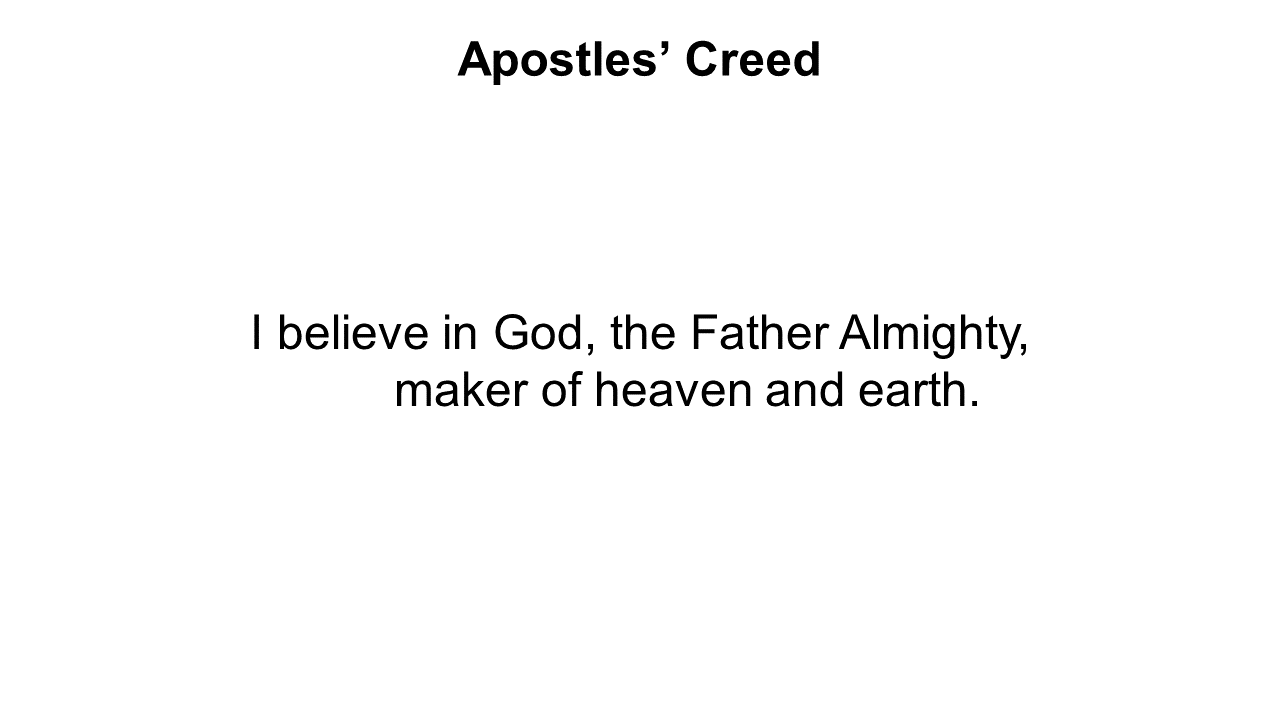 Apostles’ Creed
I believe in God, the Father Almighty,
maker of heaven and earth.